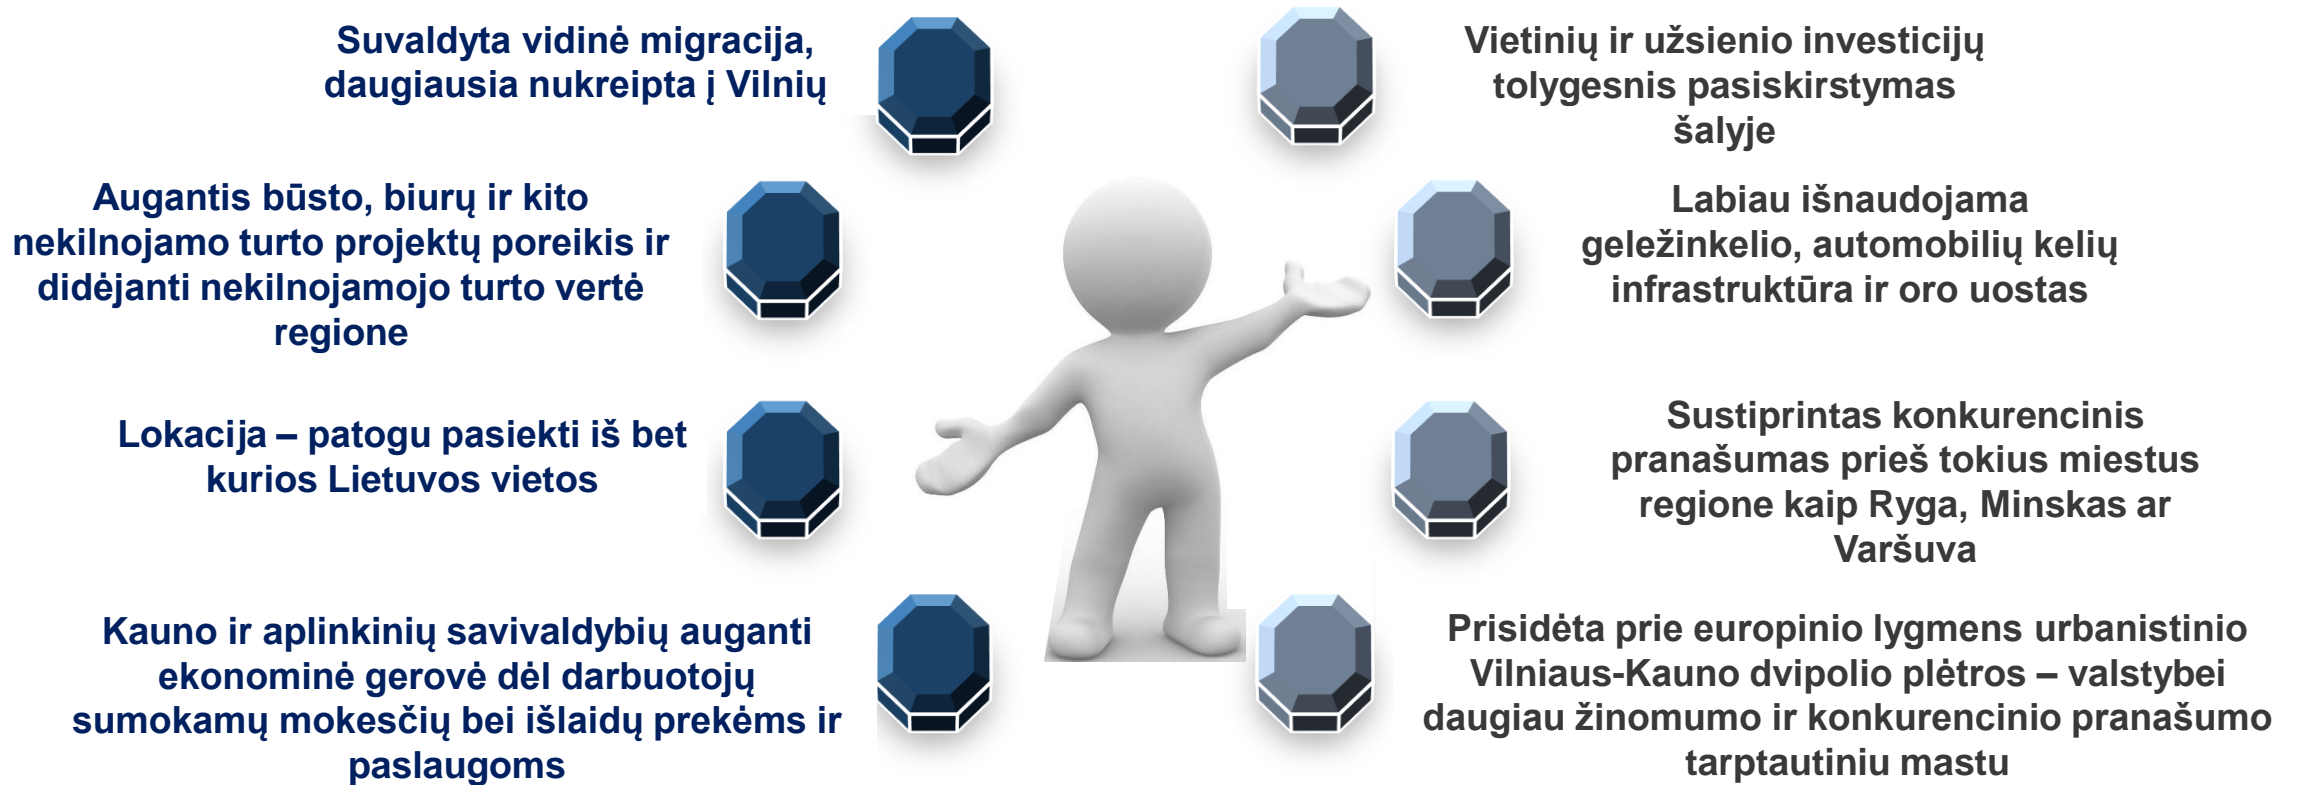 Suvaldyta vidinė migracija,
daugiausia nukreipta į Vilnių
Augantis būsto, biurų ir kito
nekilnojamo turto projektų poreikis ir
didėjanti nekilnojamojo turto vertė
regione
Lokacija – patogu pasiekti iš bet
kurios Lietuvos vietos
Kauno ir aplinkinių savivaldybių auganti
ekonominė gerovė dėl darbuotojų
sumokamų mokesčių bei išlaidų prekėms ir
paslaugoms
Vietinių ir užsienio investicijų
tolygesnis pasiskirstymas
šalyje
Labiau išnaudojama
geležinkelio, automobilių kelių
infrastruktūra ir oro uostas
Sustiprintas konkurencinis
pranašumas prieš tokius miestus
regione kaip Ryga, Minskas ar
Varšuva
Prisidėta prie europinio lygmens urbanistinio
Vilniaus-Kauno dvipolio plėtros – valstybei
daugiau žinomumo ir konkurencinio pranašumo
tarptautiniu mastu